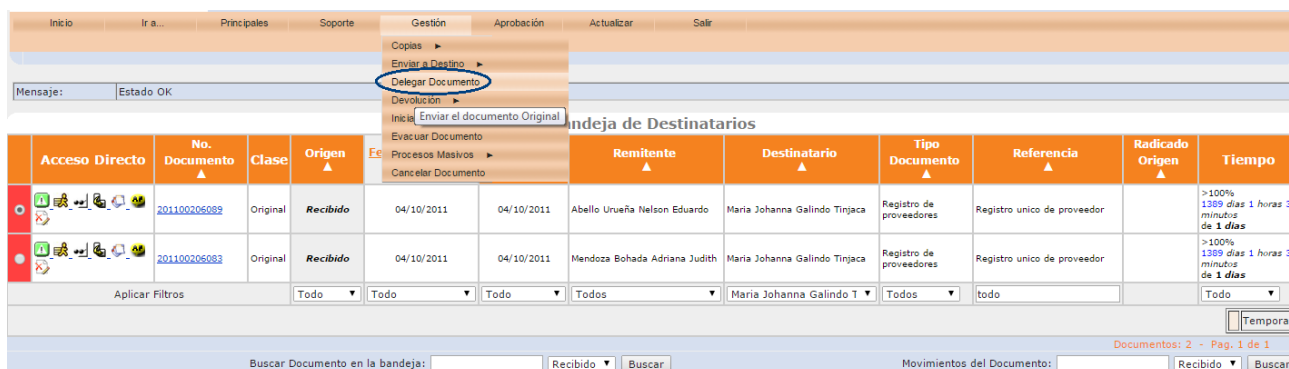 Inicio Ir a... Principales Soporte Gestión Aprobación Actualizar Salir
Copias ►
Enviar a Destino ►
Delegar Documento
Mensaje: Estado OK
Devolución ►
Inicia Enviar el documento Original
ndeja de Destinatarios
Evacuar Documento
Procesos Masivos ►
Cancelar Documento
Acceso Directo No. Documento ▲ Clase Origen ▲ Fe Remitente ▲ Destinatario ▲ Tipo Documento ▲ Referencia ▲ Radicado Origen ▲ Tiempo
201100206089 Original Recibido 04/10/2011 04/10/2011 Abello Urueña Nelson Eduardo Maria Johanna Galindo Tinjaca Registro de proveedores Registro unico de proveedor >100% 1389 dias 1 horas 3 minutos de 1 dias
201100206083 Original Recibido 04/10/2011 04/10/2011 Mendoza Bohada Adriana Judith Maria Johanna Galindo Tinjaca Registro de proveedores Registro unico de proveedor >100% 1389 dias 1 horas 3 minutos de 1 dias
Aplicar Filtros Todo ▼ Todo ▼ Todo ▼ Todos ▼ Maria Johanna Galindo T ▼ Todos ▼ todo Todo ▼
Tempora
Documentos: 2 - Pag. 1 de 1
Buscar Documento en la bandeja: Recibido ▼ Buscar Movimientos del Documento: Recibido ▼ Buscar